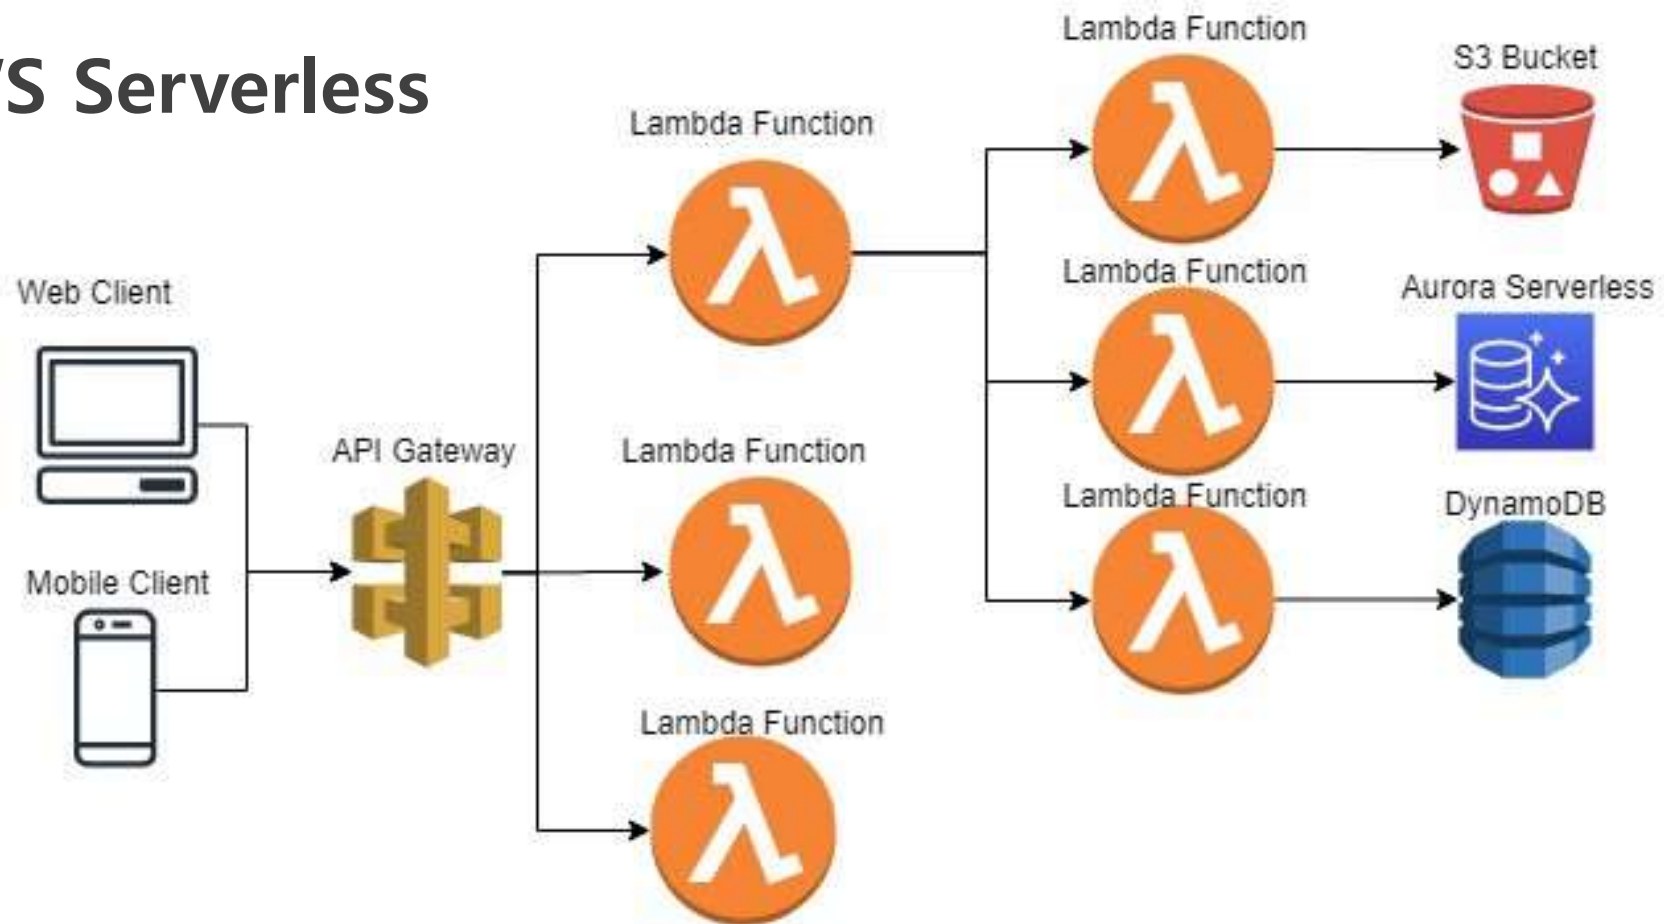 S Serverless
Lambda Function
S3 Bucket
Lambda Function
Lambda Function
Aurora Serverless
Web Client
API Gateway
Lambda Function
Lambda Function
DynamoDB
Mobile Client
Lambda Function